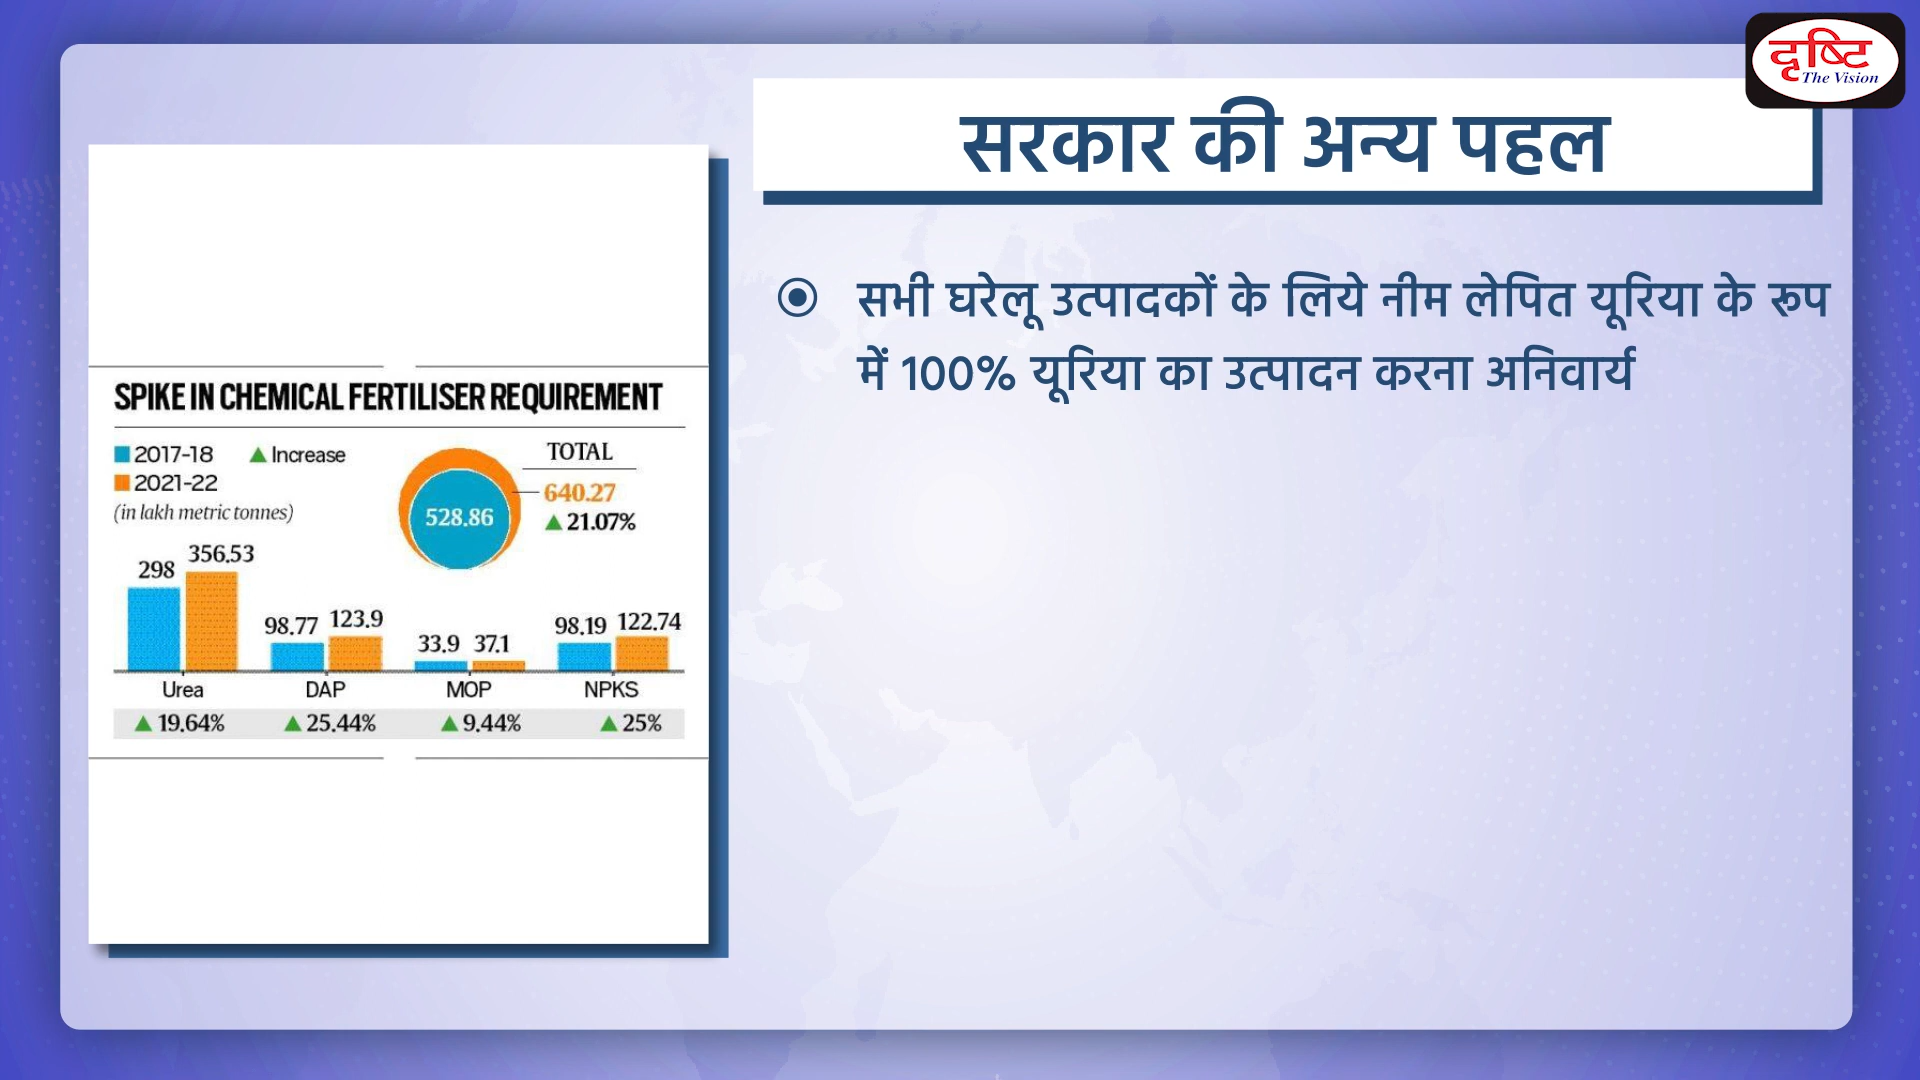 दृष्टि
The Vision
सरकार की अन्य पहल
सभी घरेलू उत्पादकों के लिये नीम लेपित यूरिया के रूप
में 100% यूरिया का उत्पादन करना अनिवार्य
SPIKE IN CHEMICAL FERTILISER REQUIREMENT
2017-18 Increase
2021-22
(in lakh metric tonnes)
TOTAL
640.27
528.86
21.07%
298 356.53 98.77 123.9 33.9 37.1 98.19 122.74
Urea DAP MOP NPKS
19.64% 25.44% 9.44% 25%